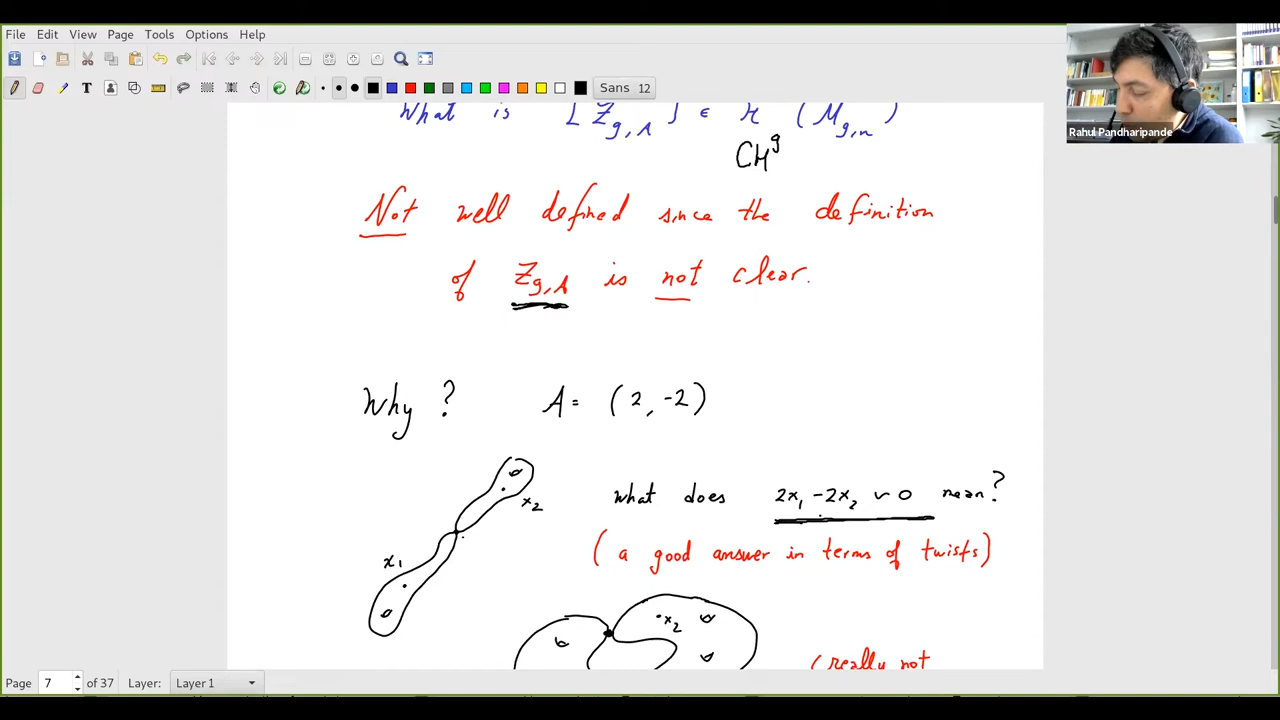 File Edit View Page Tools Options Help
Sans 12
What is [Z_{g,A}] ∈ H (M_{g,n})
CH^g
Rahul Pandharipande
Not well defined since the definition
of Z_{g,A} is not clear.
Why? A = (2, -2)
x_2
x_1
what does 2x_1 - 2x_2 ~ 0 mean?
(a good answer in terms of twists)
x_2
(really not
Page 7 of 37 Layer: Layer 1